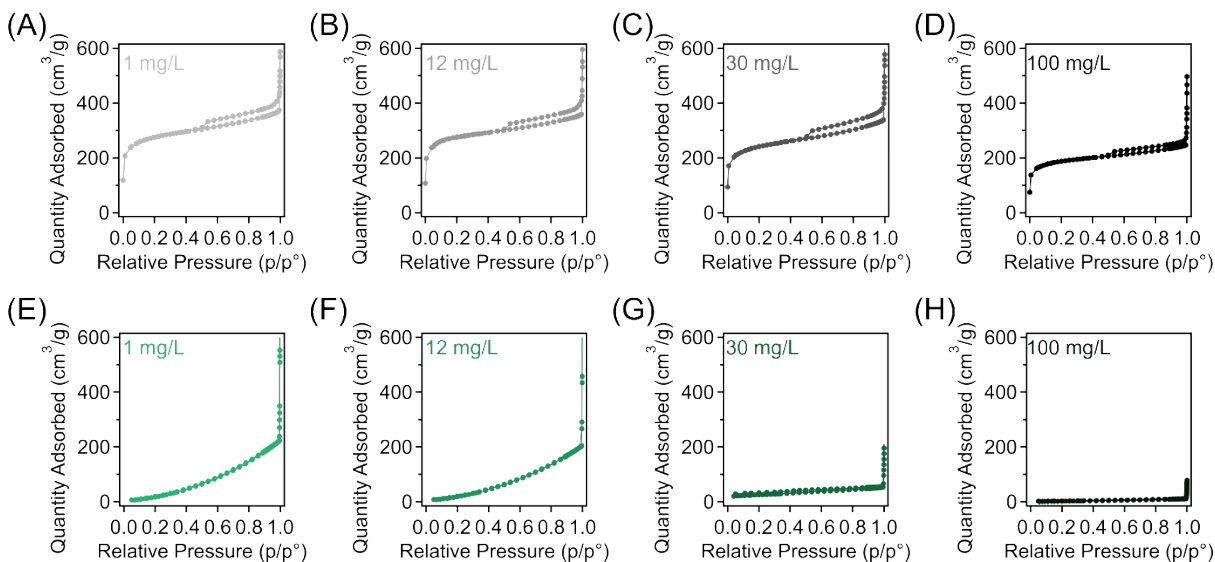 (A)
600
400
200
0
Quantity Adsorbed (cm³/g)
1 mg/L
0.0 0.2 0.4 0.6 0.8 1.0
Relative Pressure (p/p°)
(B)
600
400
200
0
Quantity Adsorbed (cm³/g)
12 mg/L
0.0 0.2 0.4 0.6 0.8 1.0
Relative Pressure (p/p°)
(C)
600
400
200
0
Quantity Adsorbed (cm³/g)
30 mg/L
0.0 0.2 0.4 0.6 0.8 1.0
Relative Pressure (p/p°)
(D)
600
400
200
0
Quantity Adsorbed (cm³/g)
100 mg/L
0.0 0.2 0.4 0.6 0.8 1.0
Relative Pressure (p/p°)
(E)
600
400
200
0
Quantity Adsorbed (cm³/g)
1 mg/L
0.0 0.2 0.4 0.6 0.8 1.0
Relative Pressure (p/p°)
(F)
600
400
200
0
Quantity Adsorbed (cm³/g)
12 mg/L
0.0 0.2 0.4 0.6 0.8 1.0
Relative Pressure (p/p°)
(G)
600
400
200
0
Quantity Adsorbed (cm³/g)
30 mg/L
0.0 0.2 0.4 0.6 0.8 1.0
Relative Pressure (p/p°)
(H)
600
400
200
0
Quantity Adsorbed (cm³/g)
100 mg/L
0.0 0.2 0.4 0.6 0.8 1.0
Relative Pressure (p/p°)